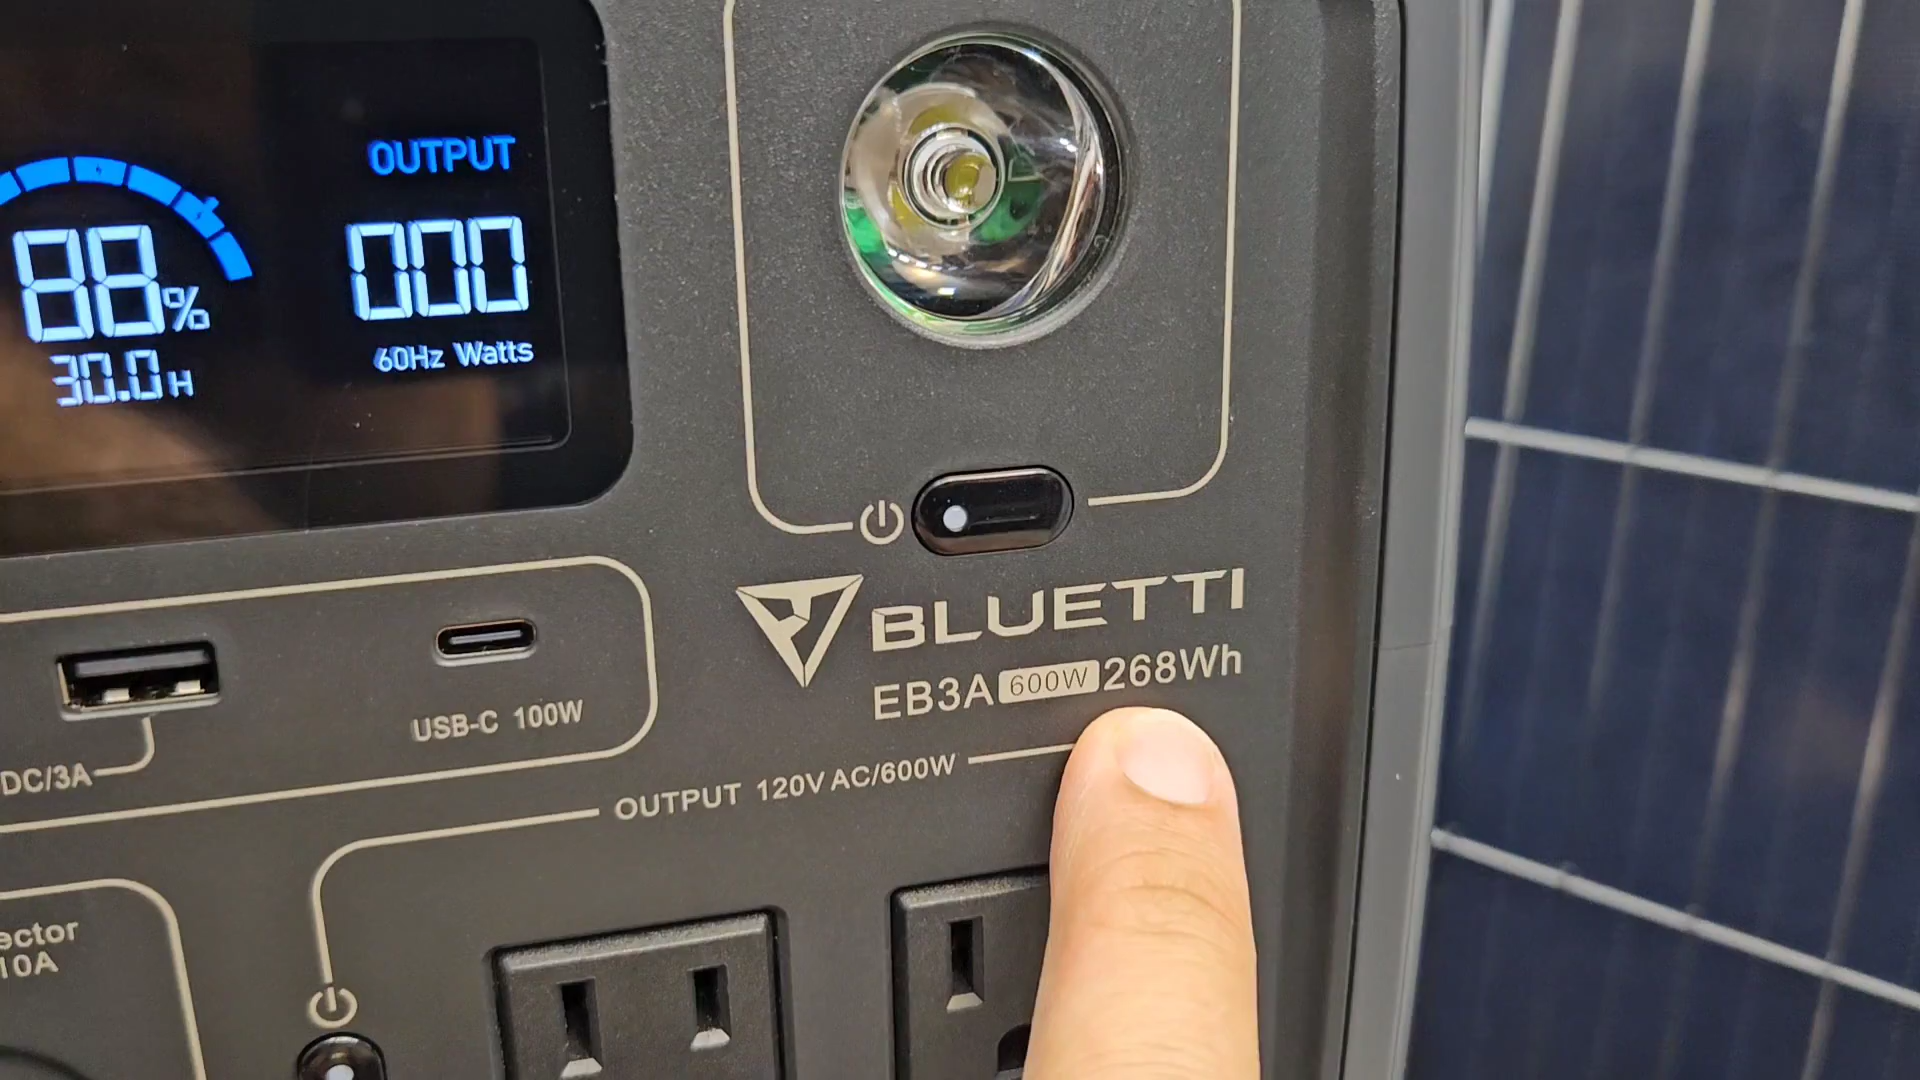 OUTPUT
88%
000
30.0H
60Hz Watts
BLUETTI
EB3A 600W 268Wh
USB-C 100W
DC/3A
OUTPUT 120V AC/600W
10A